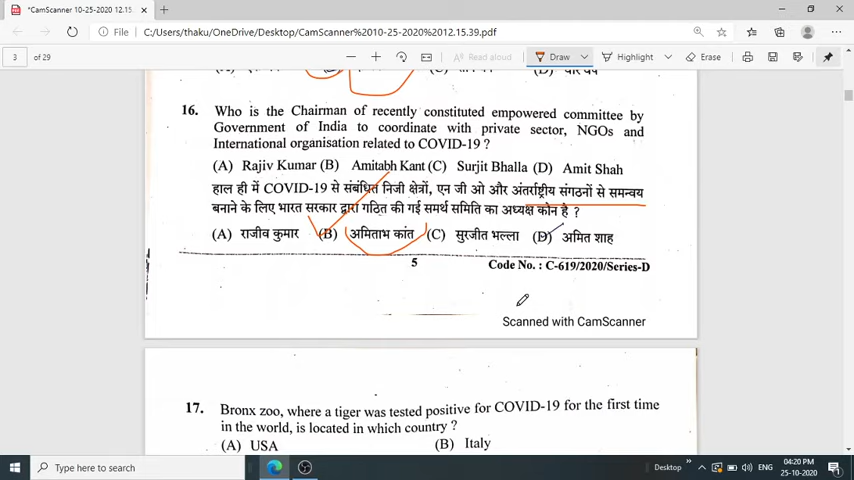 *CamScanner 10-25-2020 12.15...
File
C:/Users/thaku/OneDrive/Desktop/CamScanner%2010-25-2020%2012.15.39.pdf
3 of 29
Read aloud
Draw
Highlight
Erase
16. Who is the Chairman of recently constituted empowered committee by
Government of India to coordinate with private sector, NGOs and
International organisation related to COVID-19 ?
(A) Rajiv Kumar (B) Amitabh Kant (C) Surjit Bhalla (D) Amit Shah
हाल ही में COVID-19 से संबंधित निजी क्षेत्रों, एन जी ओ और अंतर्राष्ट्रीय संगठनों से समन्वय
बनाने के लिए भारत सरकार द्वारा गठित की गई समर्थ समिति का अध्यक्ष कौन है ?
(A) राजीव कुमार (B) अमिताभ कांत (C) सुरजीत भल्ला (D) अमित शाह
5
Code No. : C-619/2020/Series-D
Scanned with CamScanner
17. Bronx zoo, where a tiger was tested positive for COVID-19 for the first time
in the world, is located in which country ?
(A) USA (B) Italy
Type here to search
Desktop
ENG
04:20 PM
25-10-2020